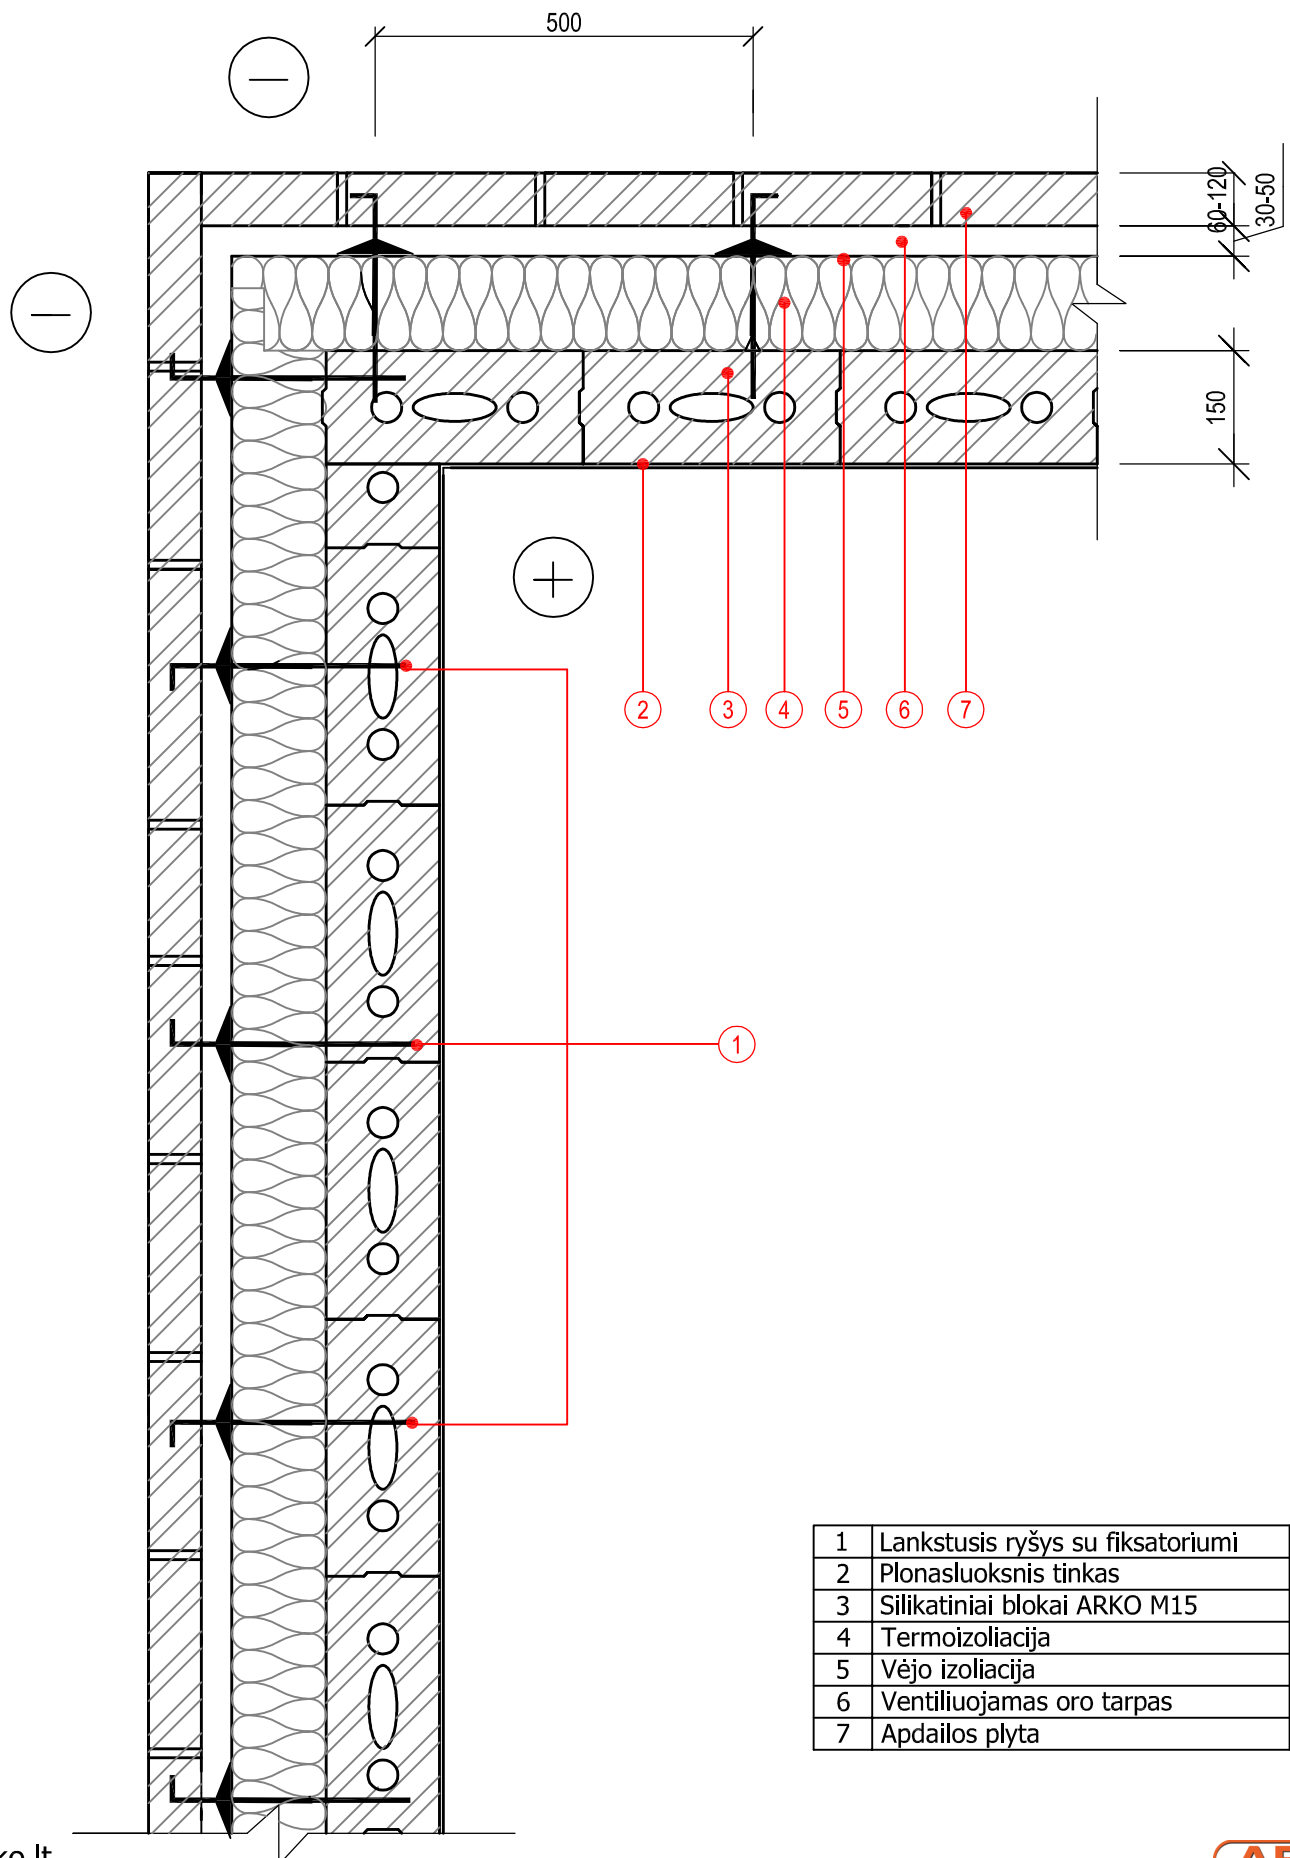 500
60-120
30-50
150
2 3 4 5 6 7
1
1 Lankstusis ryšys su fiksatoriumi
2 Plonasluoksnis tinkas
3 Silikatiniai blokai ARKO M15
4 Termoizoliacija
5 Vėjo izoliacija
6 Ventiliuojamas oro tarpas
7 Apdailos plyta